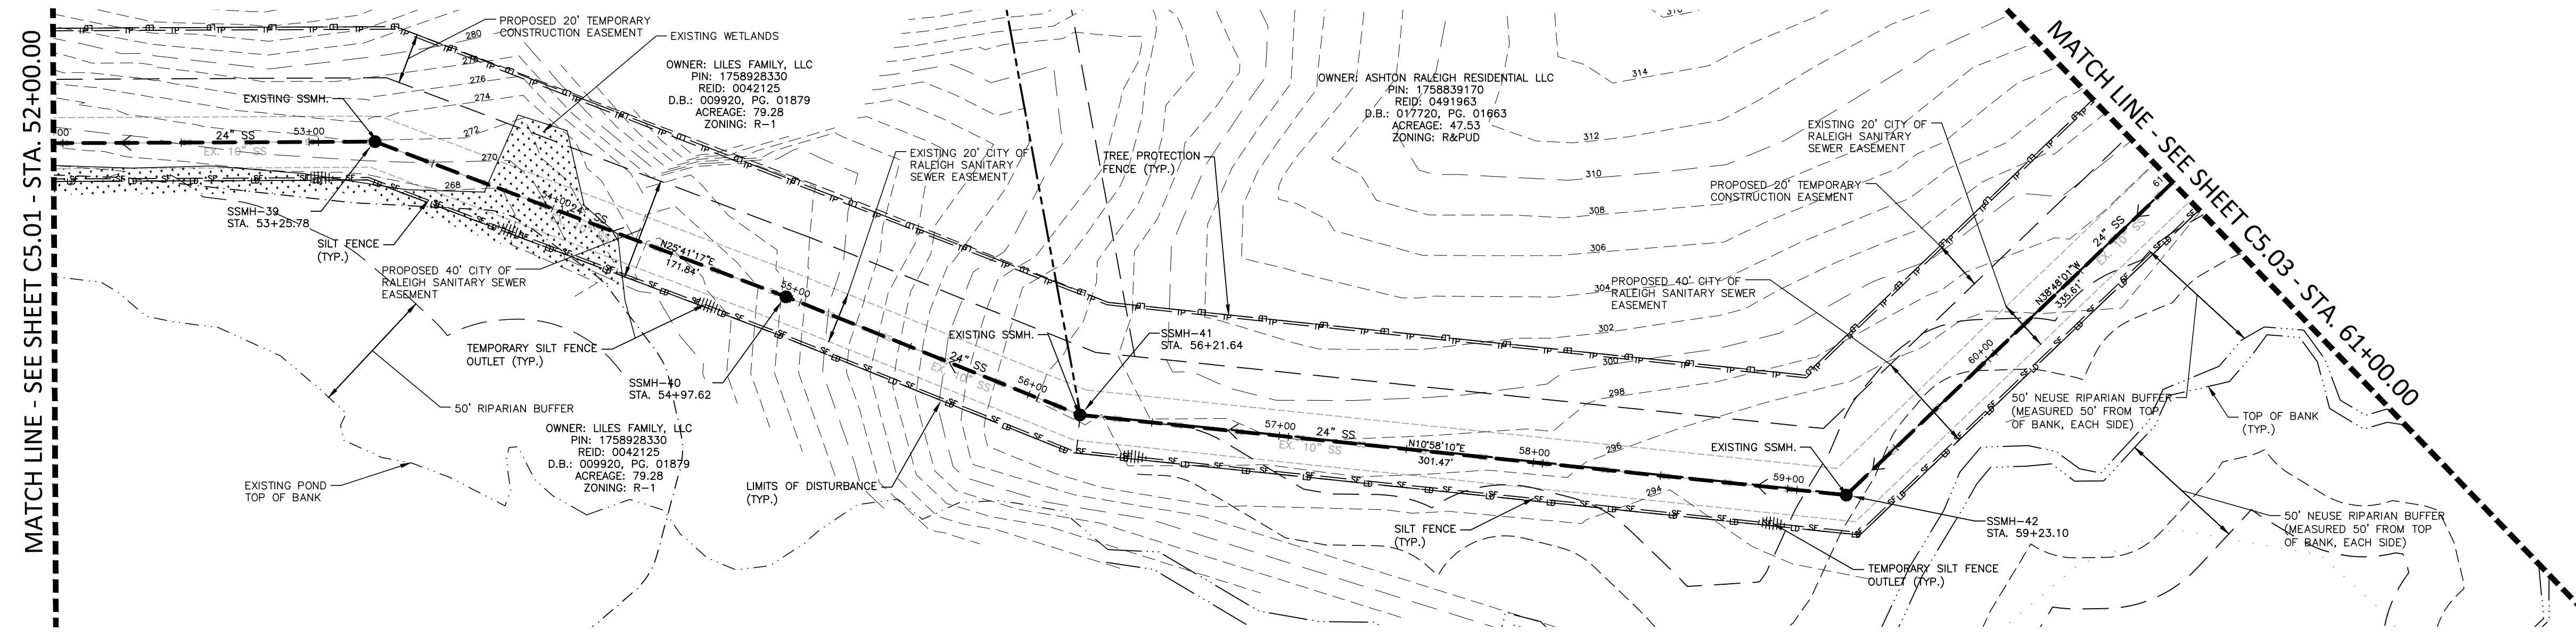 MATCH LINE - SEE SHEET C5.01 - STA. 52+00.00
PROPOSED 20' TEMPORARY
CONSTRUCTION EASEMENT
EXISTING WETLANDS
OWNER: LILES FAMILY, LLC
PIN: 1758928330
REID: 0042125
D.B.: 009920, PG. 01879
ACREAGE: 79.28
ZONING: R-1
280
278
276
274
272
270
268
EXISTING SSMH.
00
24" SS
53+00
EX. 10" SS
SSMH-39
STA. 53+25.78
SILT FENCE
(TYP.)
PROPOSED 40' CITY OF
RALEIGH SANITARY SEWER
EASEMENT
54+00
24" SS
N25°41'17"E
171.84'
55+00
TEMPORARY SILT FENCE
OUTLET (TYP.)
SSMH-40
STA. 54+97.62
50' RIPARIAN BUFFER
OWNER: LILES FAMILY, LLC
PIN: 1758928330
REID: 0042125
D.B.: 009920, PG. 01879
ACREAGE: 79.28
ZONING: R-1
EXISTING POND
TOP OF BANK
LIMITS OF DISTURBANCE
(TYP.)
EXISTING 20' CITY OF
RALEIGH SANITARY
SEWER EASEMENT
EXISTING SSMH.
24" SS
EX. 10" SS
56+00
SSMH-41
STA. 56+21.64
TREE PROTECTION
FENCE (TYP.)
OWNER: ASHTON RALEIGH RESIDENTIAL LLC
PIN: 1758839170
REID: 0491963
D.B.: 017720, PG. 01663
ACREAGE: 47.53
ZONING: R&PUD
316
314
312
310
308
306
304
302
300
298
296
294
57+00
24" SS
EX. 10" SS
N10°58'10"E
301.47'
58+00
59+00
SILT FENCE
(TYP.)
EXISTING SSMH.
SSMH-42
STA. 59+23.10
TEMPORARY SILT FENCE
OUTLET (TYP.)
EXISTING 20' CITY OF
RALEIGH SANITARY
SEWER EASEMENT
PROPOSED 20' TEMPORARY
CONSTRUCTION EASEMENT
PROPOSED 40' CITY OF
RALEIGH SANITARY SEWER
EASEMENT
60+00
N38°48'01"W
335.61'
24" SS
EX. 10" SS
61
50' NEUSE RIPARIAN BUFFER
(MEASURED 50' FROM TOP
OF BANK, EACH SIDE)
TOP OF BANK
(TYP.)
50' NEUSE RIPARIAN BUFFER
(MEASURED 50' FROM TOP
OF BANK, EACH SIDE)
MATCH LINE - SEE SHEET C5.03 - STA. 61+00.00